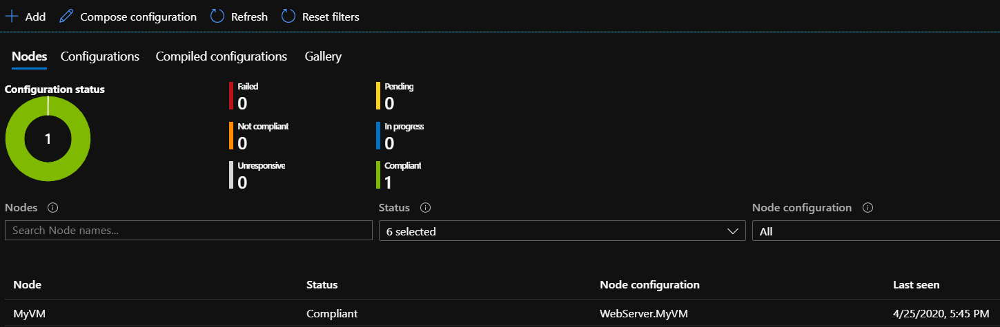 Add Compose configuration Refresh Reset filters
Nodes Configurations Compiled configurations Gallery
Configuration status
1
Failed
0
Pending
0
Not compliant
0
In progress
0
Unresponsive
0
Compliant
1
Nodes Status Node configuration
Search Node names... 6 selected All
Node Status Node configuration Last seen
MyVM Compliant WebServer.MyVM 4/25/2020, 5:45 PM